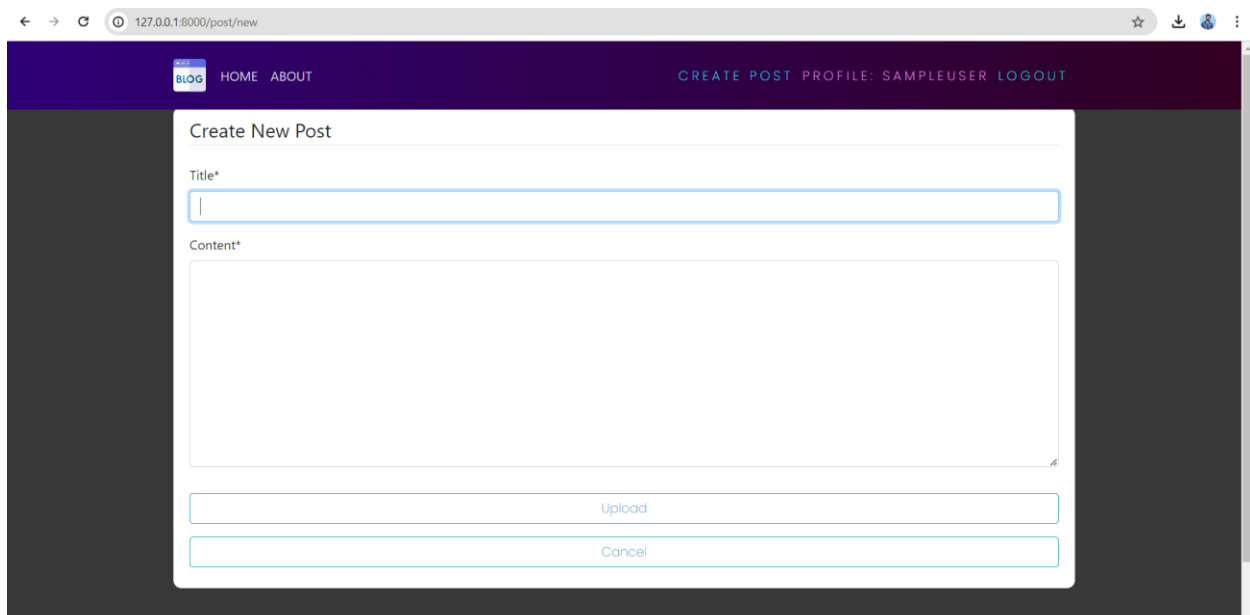 127.0.0.1:8000/post/new
BLOG HOME ABOUT CREATE POST PROFILE: SAMPLEUSER LOGOUT
Create New Post
Title*
Content*
Upload
Cancel